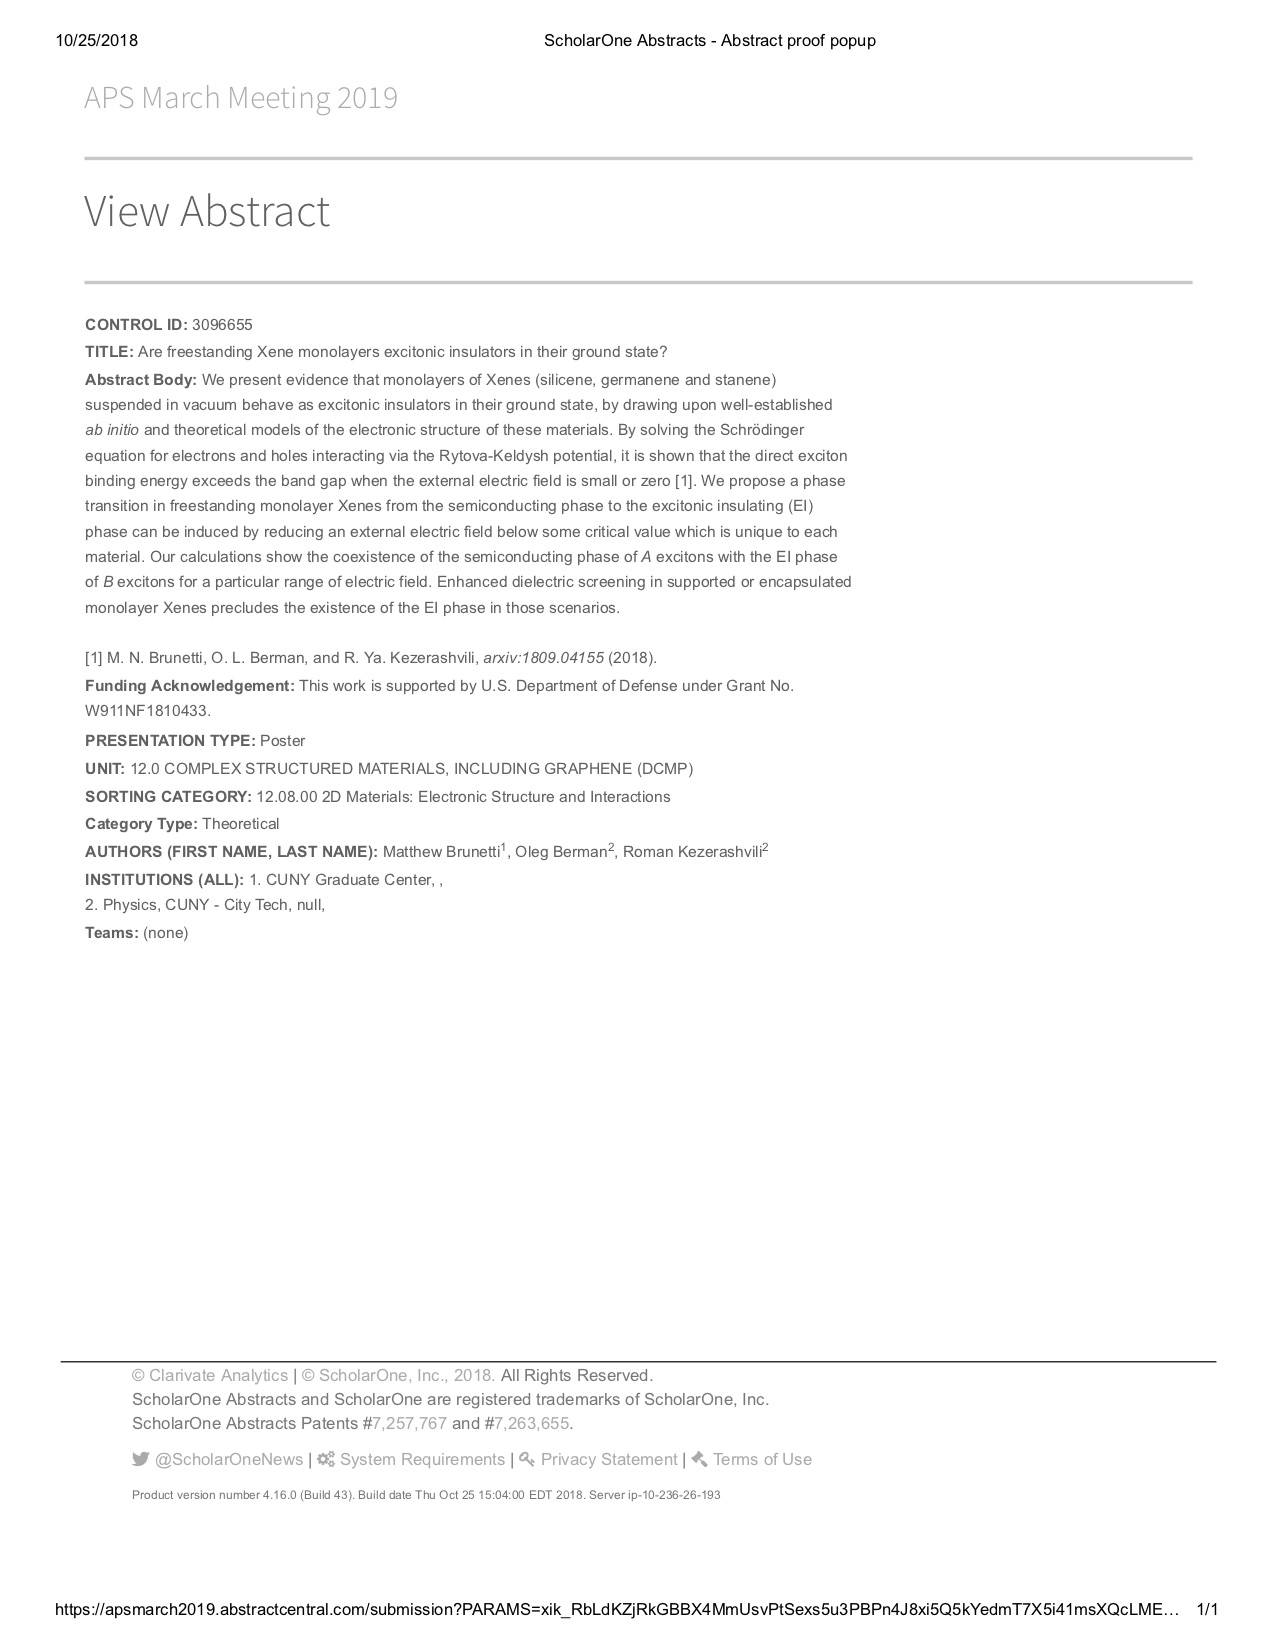 10/25/2018 ScholarOne Abstracts - Abstract proof popup
APS March Meeting 2019
View Abstract
CONTROL ID: 3096655
TITLE: Are freestanding Xene monolayers excitonic insulators in their ground state?
Abstract Body: We present evidence that monolayers of Xenes (silicene, germanene and stanene)
suspended in vacuum behave as excitonic insulators in their ground state, by drawing upon well-established
ab initio and theoretical models of the electronic structure of these materials. By solving the Schrödinger
equation for electrons and holes interacting via the Rytova-Keldysh potential, it is shown that the direct exciton
binding energy exceeds the band gap when the external electric field is small or zero [1]. We propose a phase
transition in freestanding monolayer Xenes from the semiconducting phase to the excitonic insulating (EI)
phase can be induced by reducing an external electric field below some critical value which is unique to each
material. Our calculations show the coexistence of the semiconducting phase of A excitons with the EI phase
of B excitons for a particular range of electric field. Enhanced dielectric screening in supported or encapsulated
monolayer Xenes precludes the existence of the EI phase in those scenarios.
[1] M. N. Brunetti, O. L. Berman, and R. Ya. Kezerashvili, arxiv:1809.04155 (2018).
Funding Acknowledgement: This work is supported by U.S. Department of Defense under Grant No.
W911NF1810433.
PRESENTATION TYPE: Poster
UNIT: 12.0 COMPLEX STRUCTURED MATERIALS, INCLUDING GRAPHENE (DCMP)
SORTING CATEGORY: 12.08.00 2D Materials: Electronic Structure and Interactions
Category Type: Theoretical
AUTHORS (FIRST NAME, LAST NAME): Matthew Brunetti1, Oleg Berman2, Roman Kezerashvili2
INSTITUTIONS (ALL): 1. CUNY Graduate Center, ,
2. Physics, CUNY - City Tech, null,
Teams: (none)
© Clarivate Analytics | © ScholarOne, Inc., 2018. All Rights Reserved.
ScholarOne Abstracts and ScholarOne are registered trademarks of ScholarOne, Inc.
ScholarOne Abstracts Patents #7,257,767 and #7,263,655.
@ScholarOneNews | System Requirements | Privacy Statement | Terms of Use
Product version number 4.16.0 (Build 43). Build date Thu Oct 25 15:04:00 EDT 2018. Server ip-10-236-26-193
https://apsmarch2019.abstractcentral.com/submission?PARAMS=xik_RbLdKZjRkGBBX4MmUsvPtSexs5u3PBPn4J8xi5Q5kYedmT7X5i41msXQcLME… 1/1